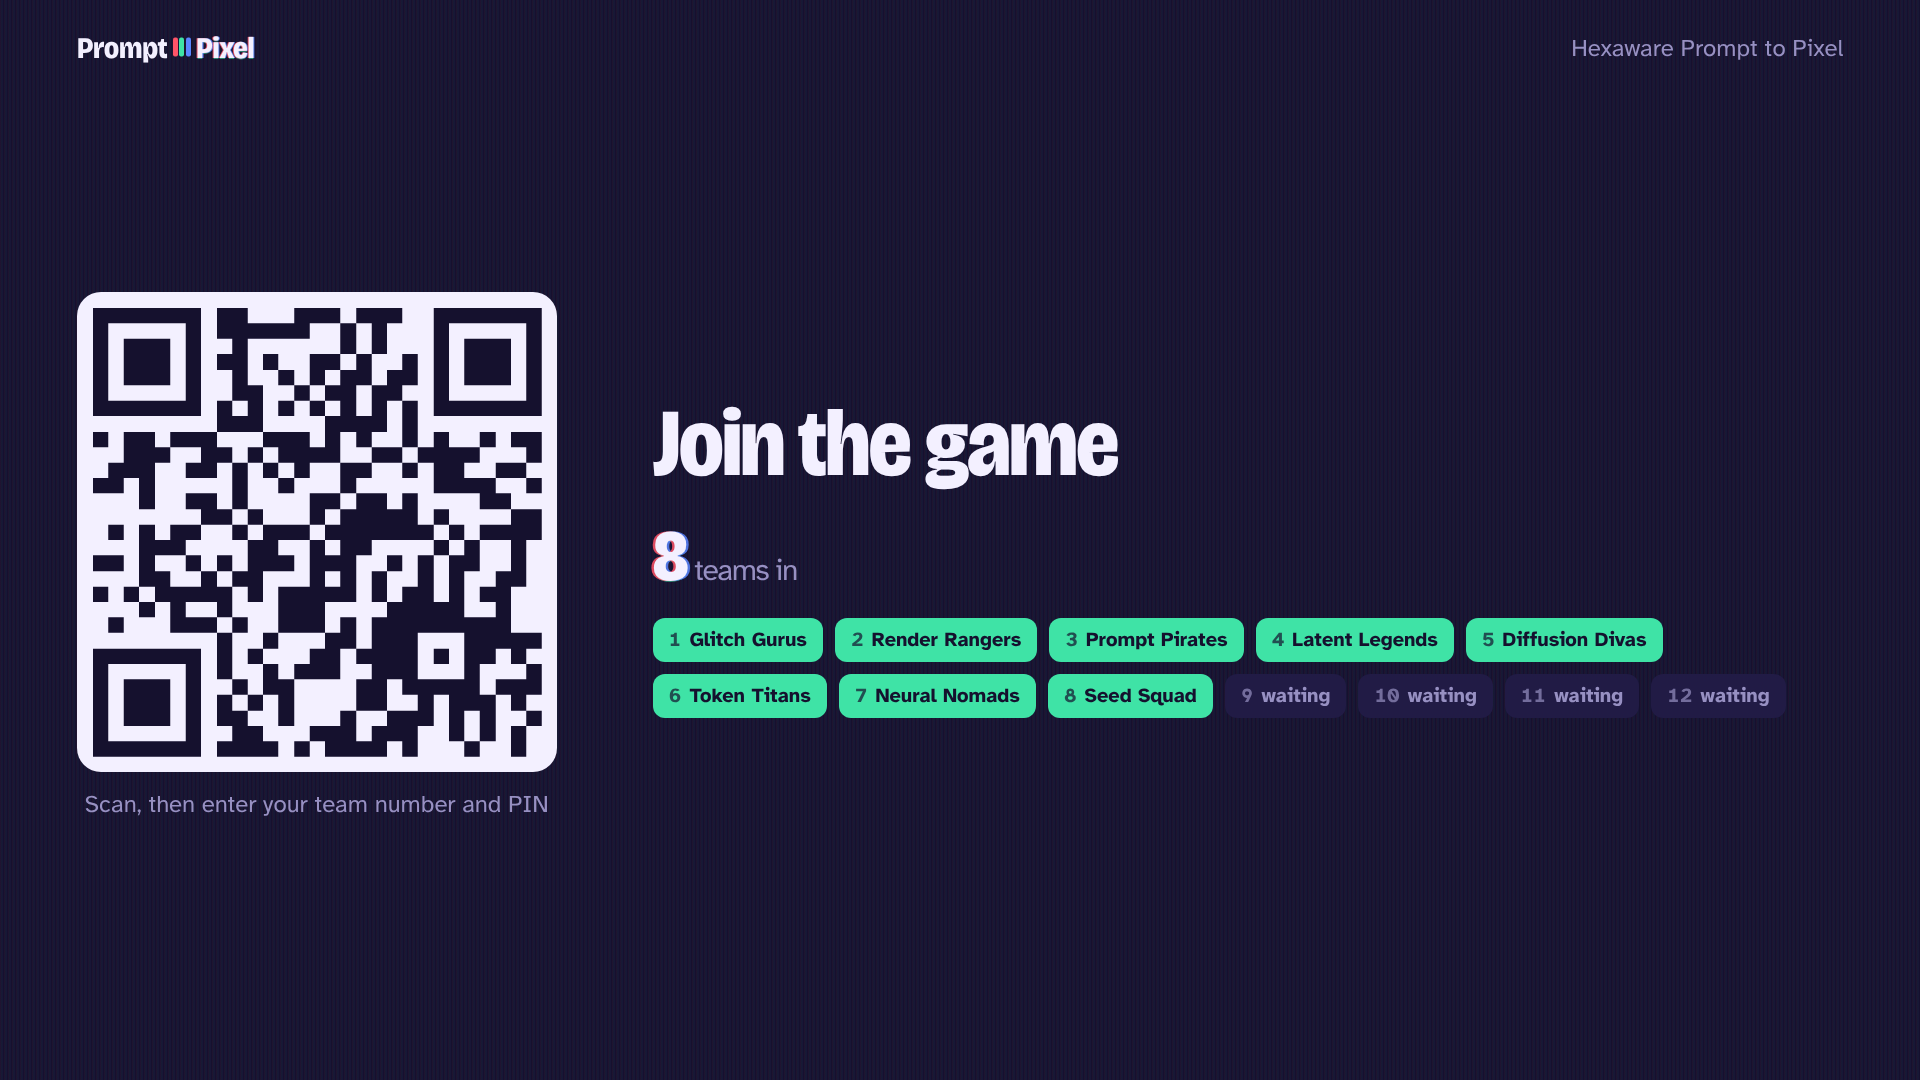 Prompt Pixel
Hexaware Prompt to Pixel
Scan, then enter your team number and PIN
Join the game
8 teams in
1 Glitch Gurus 2 Render Rangers 3 Prompt Pirates 4 Latent Legends 5 Diffusion Divas
6 Token Titans 7 Neural Nomads 8 Seed Squad 9 waiting 10 waiting 11 waiting 12 waiting